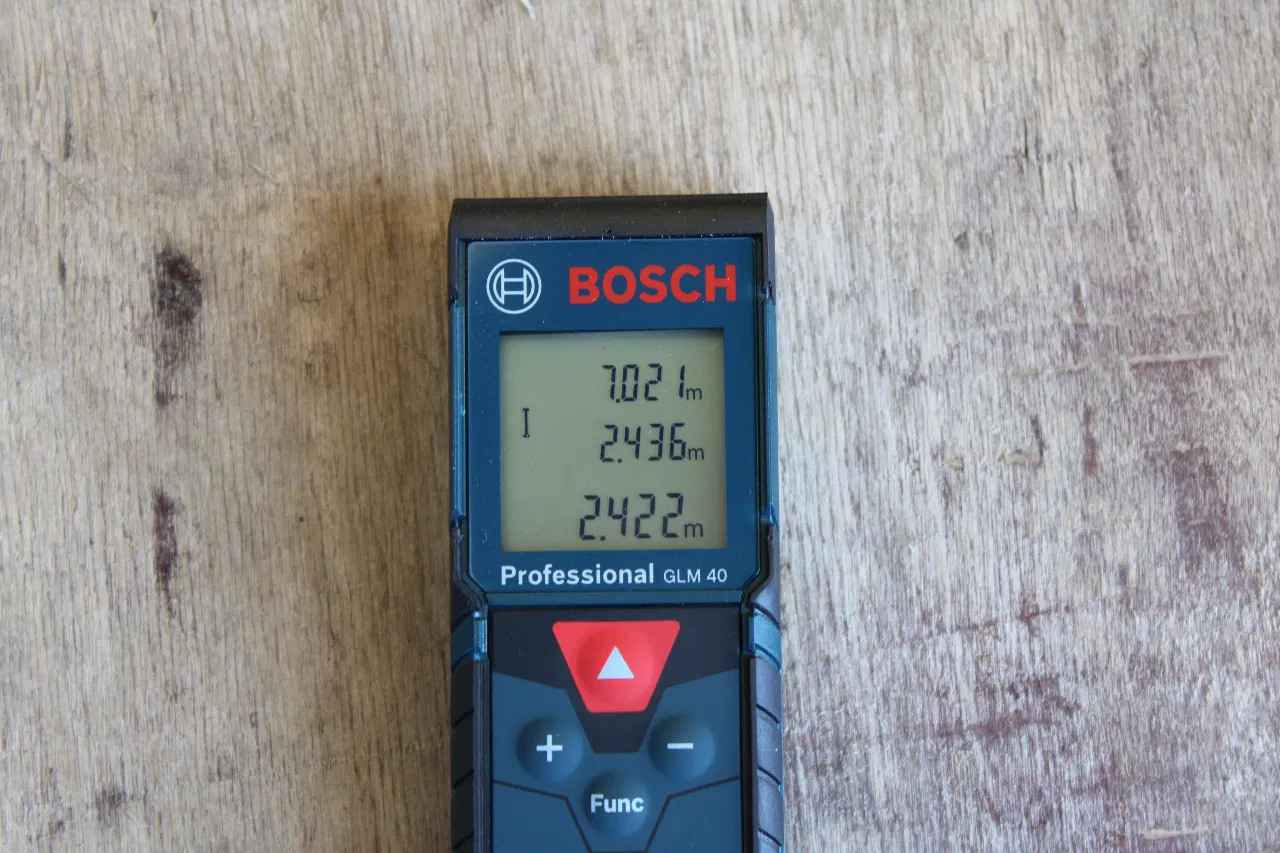 BOSCH
7.021m
2.436m
2.422m
Professional GLM 40
+ −
Func